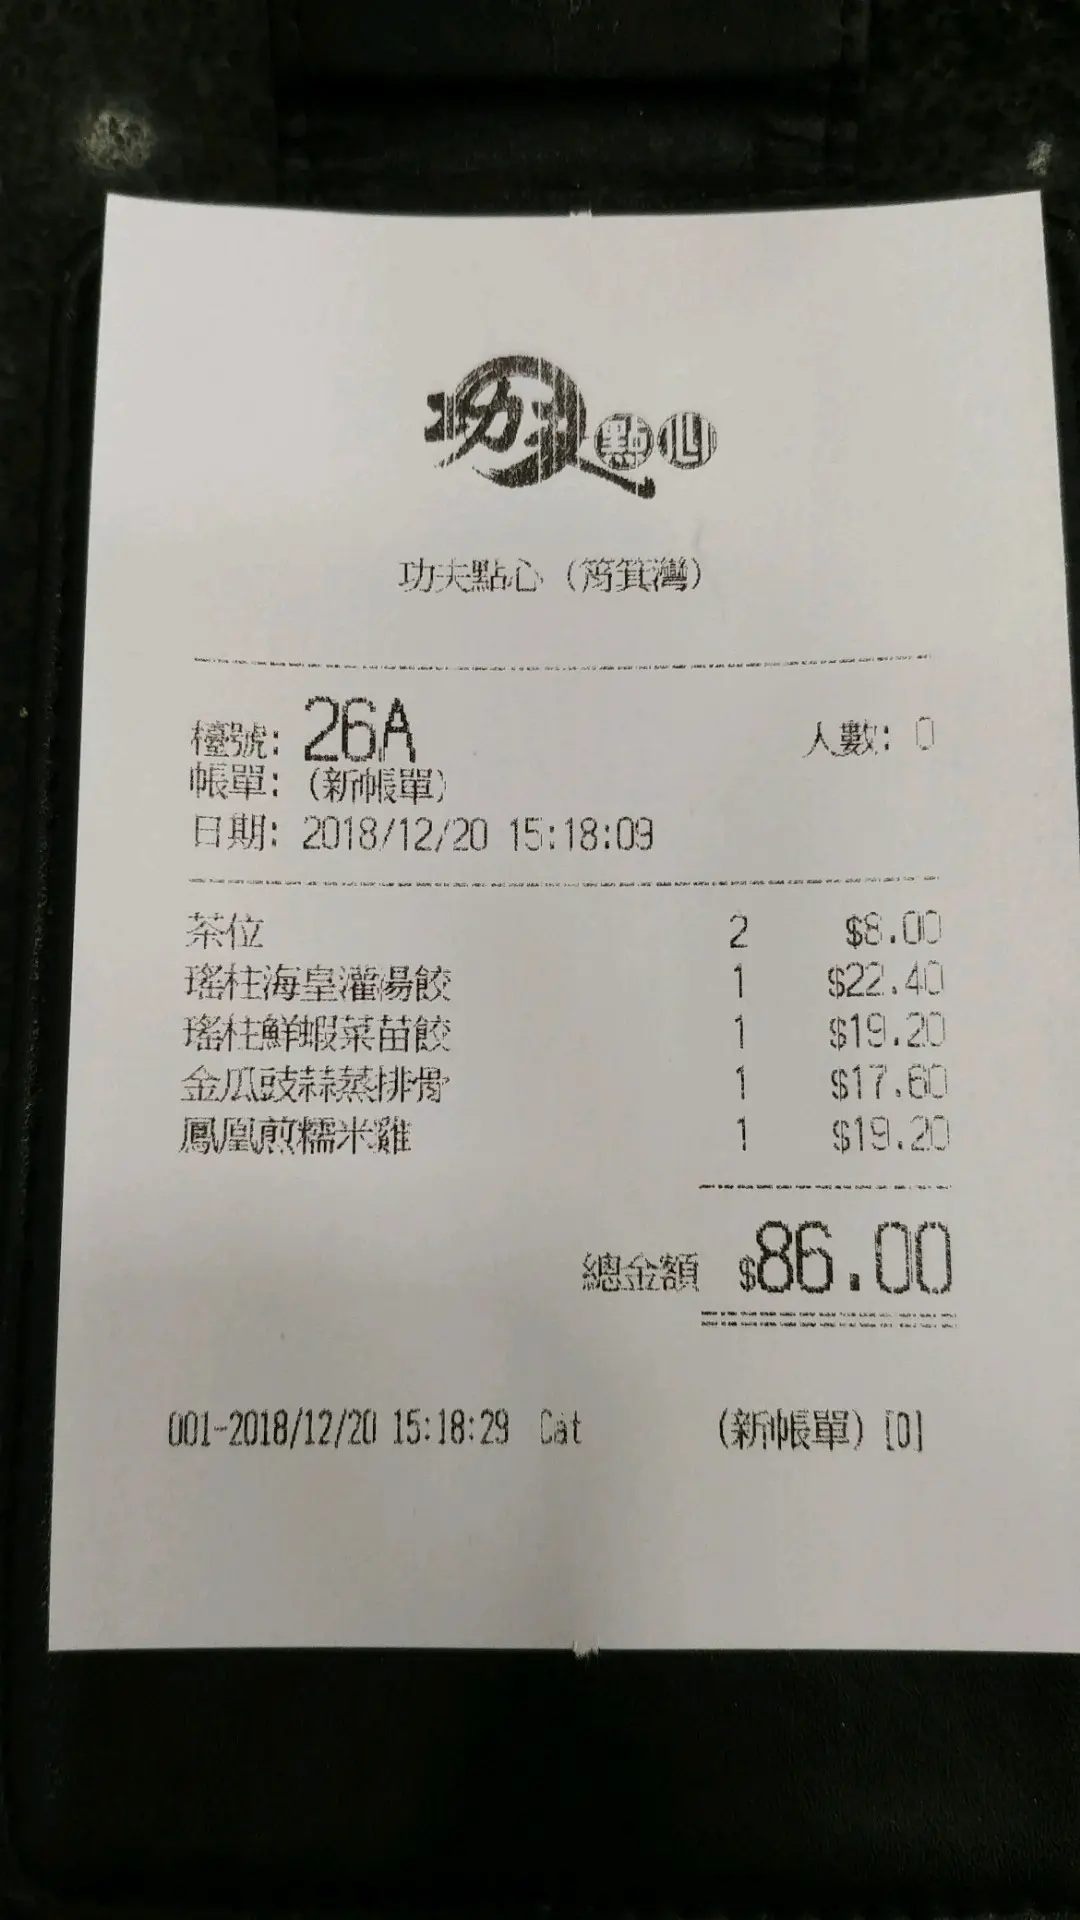 功夫點心
功夫點心 (筲箕灣)
檯號: 26A 人數: 0
帳單: (新帳單)
日期: 2018/12/20 15:18:09
茶位 2 $8.00
瑤柱海皇灌湯餃 1 $22.40
瑤柱鮮蝦菜苗餃 1 $19.20
金瓜豉蒜蒸排骨 1 $17.60
鳳凰煎糯米雞 1 $19.20
總金額 $86.00
001-2018/12/20 15:18:29 Cat (新帳單) [0]